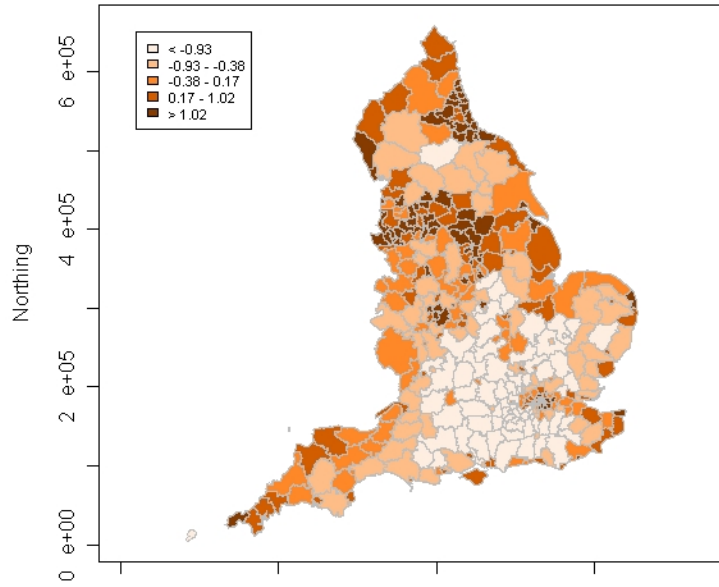 < -0.93
-0.93 - -0.38
-0.38 - 0.17
0.17 - 1.02
> 1.02
Northing
6 e+05
4 e+05
2 e+05
0 e+00